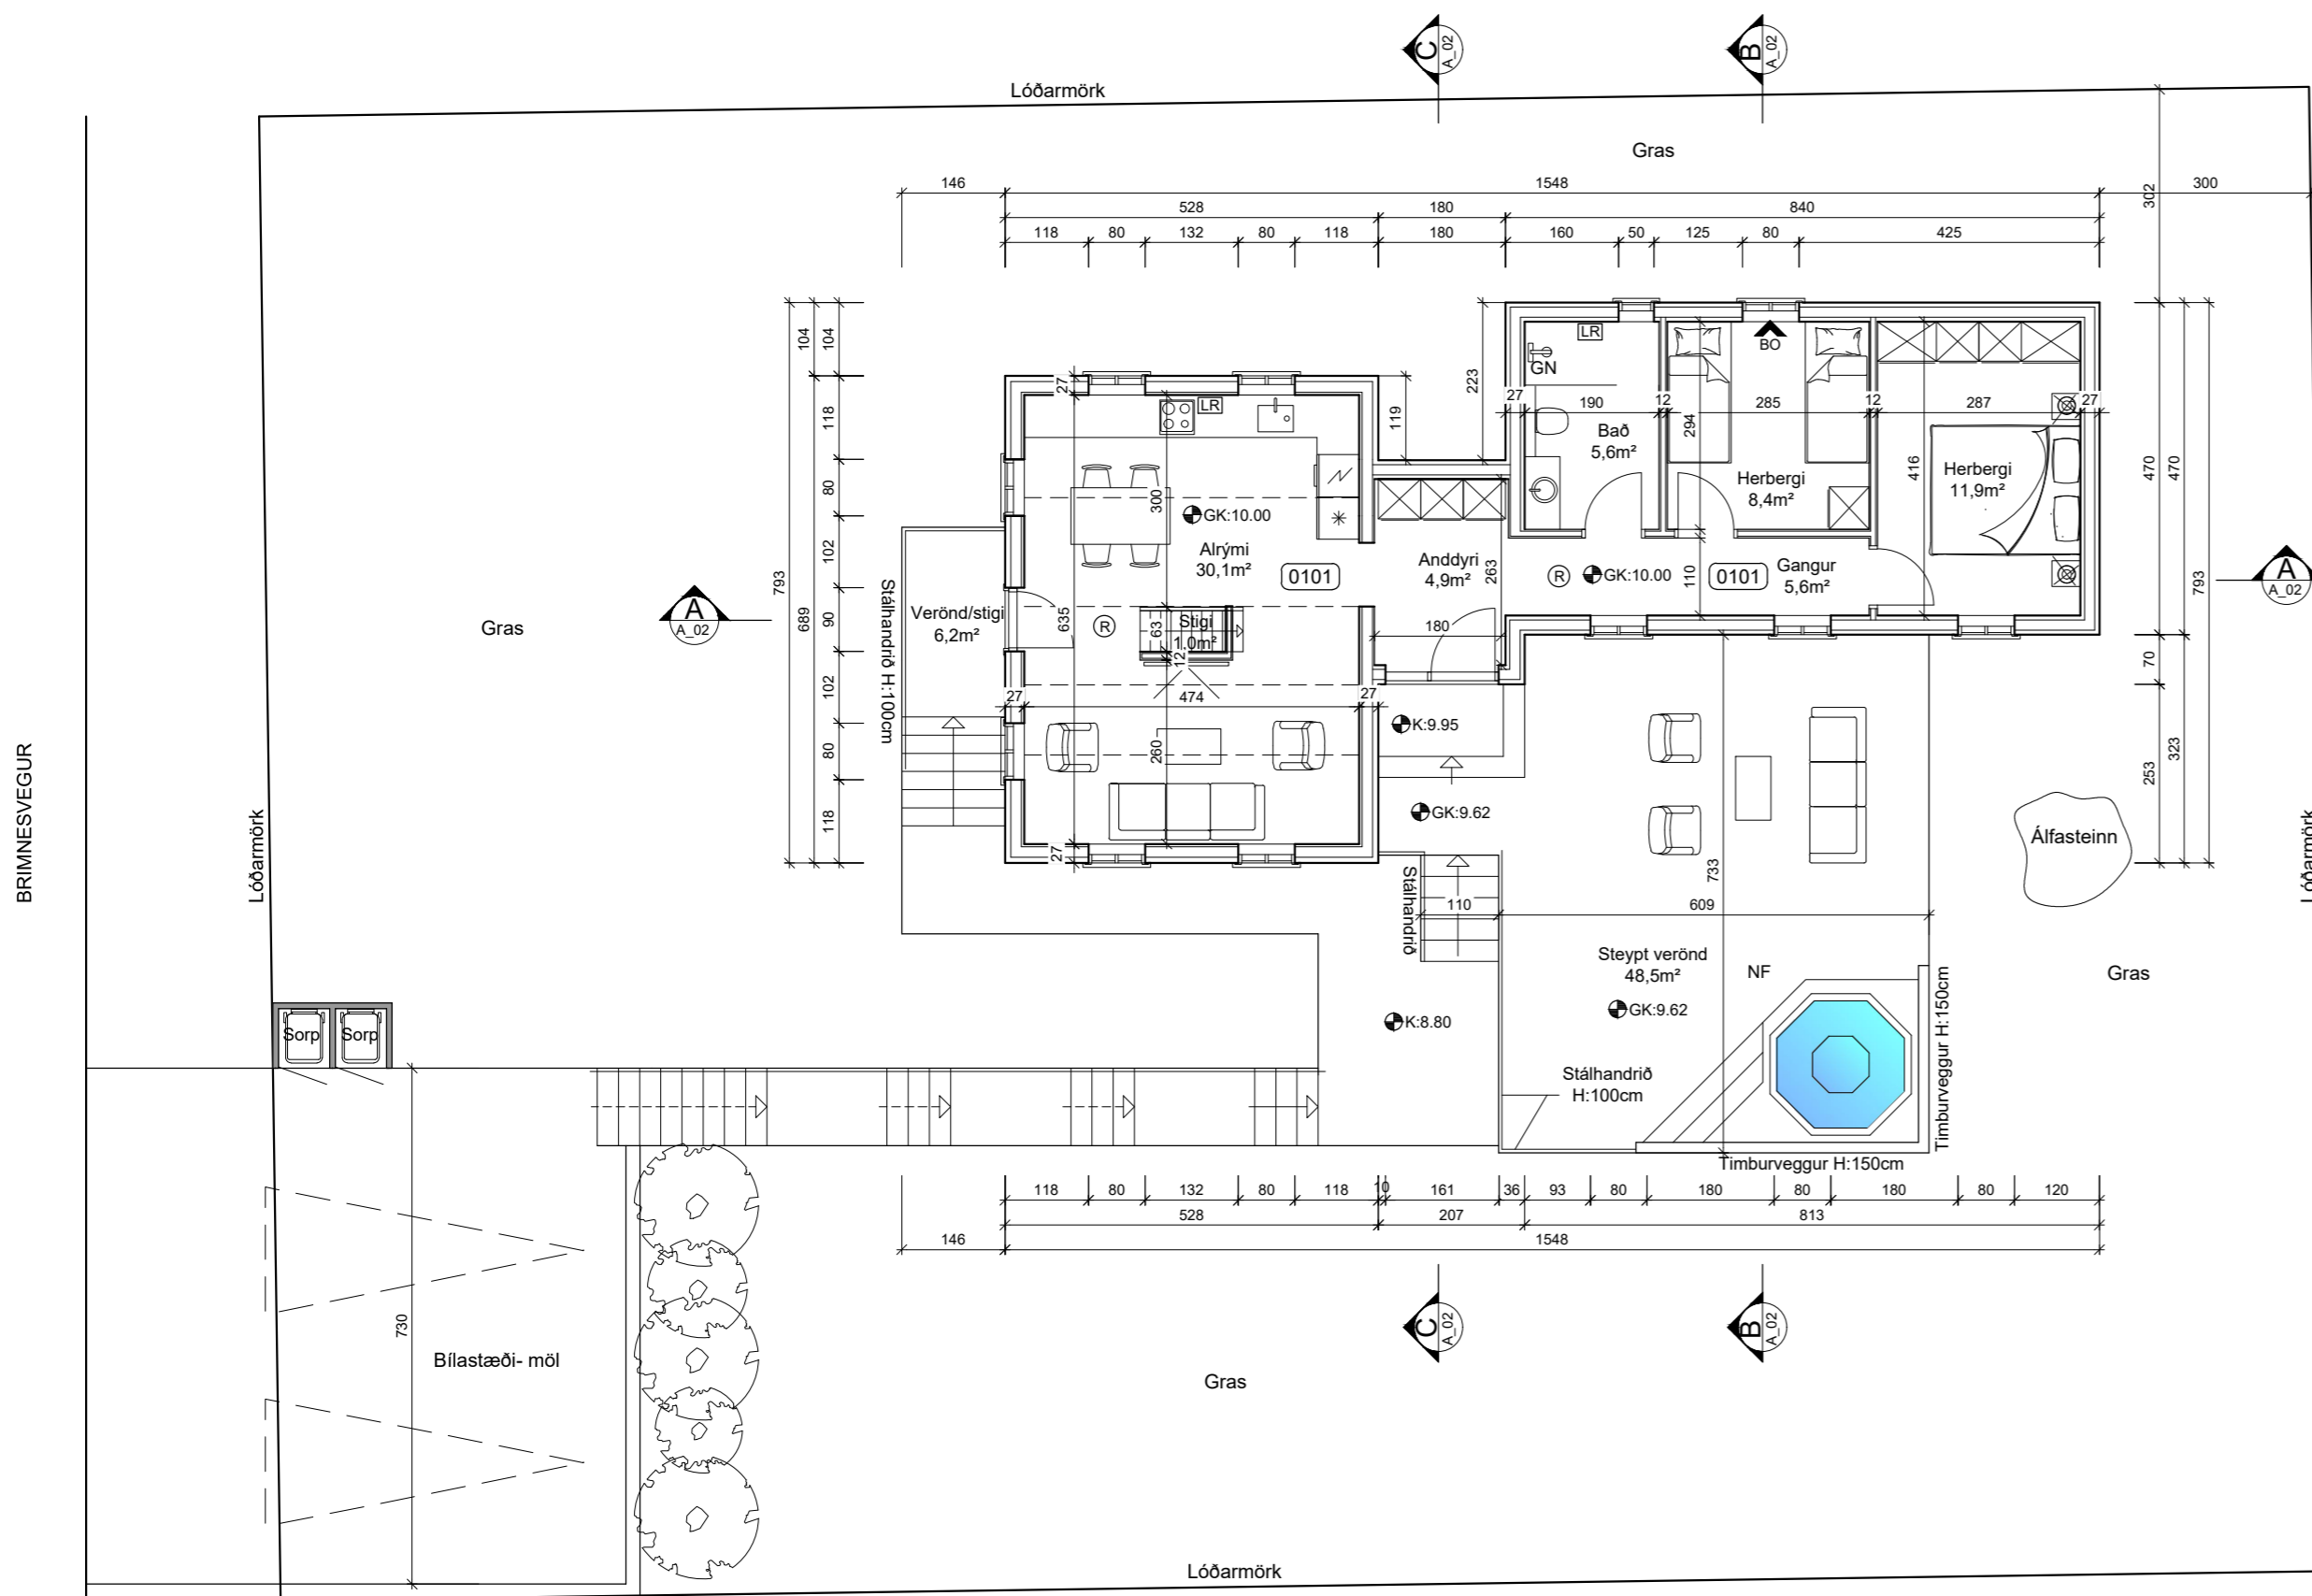 C
A_02
B
A_02
Lóðarmörk
Gras
146
1548
300
302
528
180
840
118
80
132
80
118
180
160
50
125
80
425
104
104
27
119
223
LR
GN
LR
BO
27
190
12
285
12
287
27
294
Bað
5,6m²
Herbergi
8,4m²
416
Herbergi
11,9m²
118
80
102
90
102
80
118
793
689
300
GK:10.00
Alrými
30,1m²
0101
Anddyri
4,9m²
263
R
GK:10.00
110
0101
Gangur
5,6m²
470
470
793
A
A_02
A
A_02
Gras
Stálhandrið H:100cm
Verönd/stigi
6,2m²
635
R
63
Stigi
1,0m²
12
180
27
474
27
260
K:9.95
GK:9.62
70
253
323
Álfasteinn
BRIMNESVEGUR
Lóðarmörk
Lóðarmörk
27
Stálhandrið
110
733
609
Steypt verönd
48,5m²
NF
GK:9.62
K:8.80
Gras
Timburveggur H:150cm
Sorp
Sorp
Stálhandrið
H:100cm
Timburveggur H:150cm
118
80
132
80
118
10
161
36
93
80
180
80
180
80
120
528
207
813
146
1548
730
Bílastæði- möl
C
A_02
B
A_02
Gras
Lóðarmörk